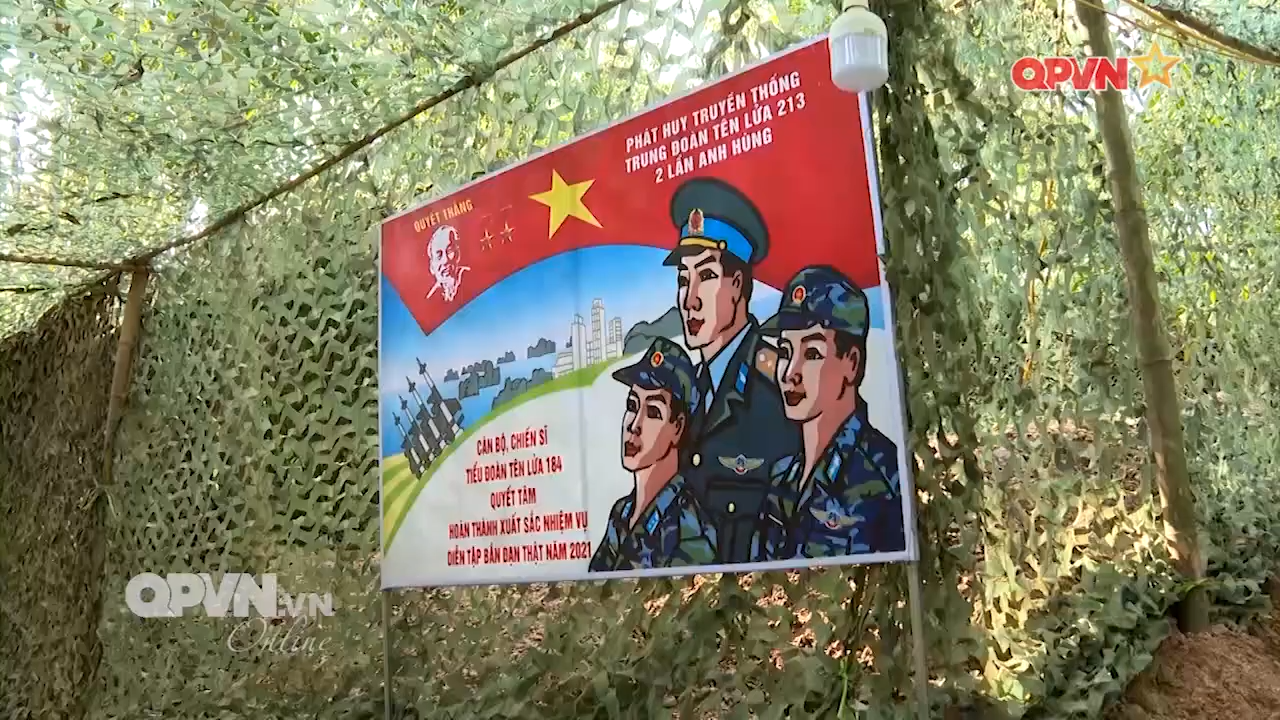 QPVN
PHÁT HUY TRUYỀN THỐNG
TRUNG ĐOÀN TÊN LỬA 213
2 LẦN ANH HÙNG
QUYẾT THẮNG
CÁN BỘ, CHIẾN SĨ
TIỂU ĐOÀN TÊN LỬA 184
QUYẾT TÂM
HOÀN THÀNH XUẤT SẮC NHIỆM VỤ
DIỄN TẬP BẮN ĐẠN THẬT NĂM 2021
QPVN.VN
Online